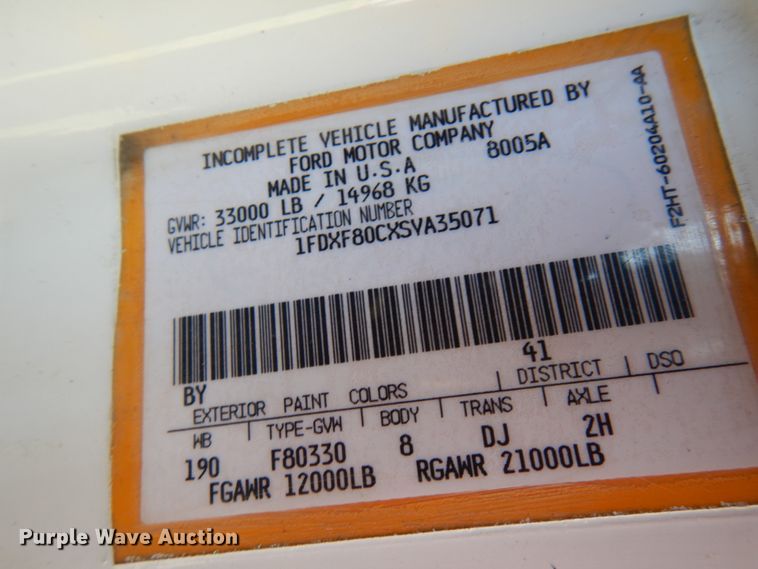 INCOMPLETE VEHICLE MANUFACTURED BY
FORD MOTOR COMPANY
MADE IN U.S.A 8005A
GVWR: 33000 LB / 14968 KG
VEHICLE IDENTIFICATION NUMBER
1FDXF80CXSVA35071
F2HT-60204A10-AA
BY 41
EXTERIOR PAINT COLORS DISTRICT DSO
WB TYPE-GVW BODY TRANS AXLE
190 F80330 8 DJ 2H
FGAWR 12000LB RGAWR 21000LB
Purple Wave Auction